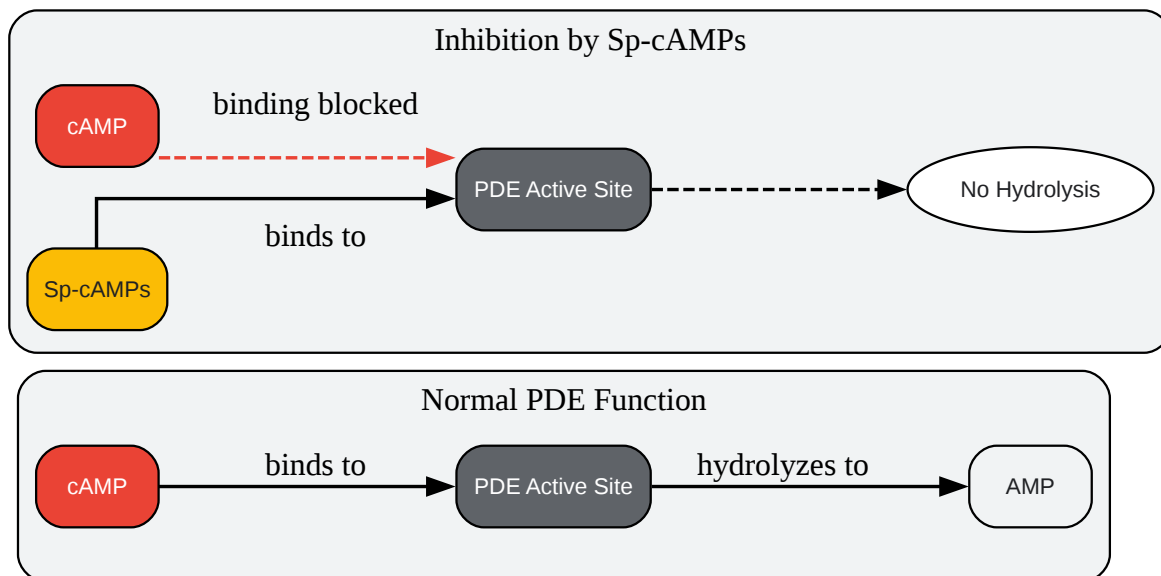 Inhibition by Sp-cAMPs
cAMP
binding blocked
PDE Active Site
No Hydrolysis
binds to
Sp-cAMPs
Normal PDE Function
cAMP
binds to
PDE Active Site
hydrolyzes to
AMP